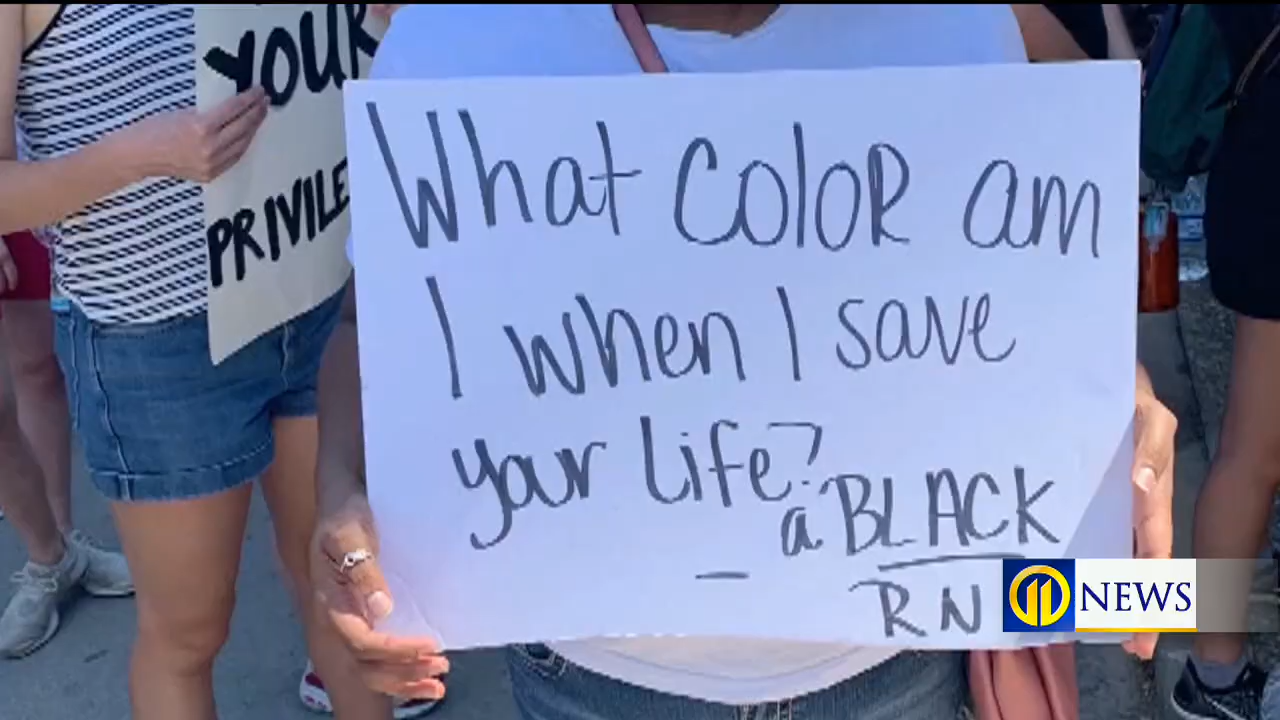 YOUR
PRIVILE
What Color am
I when I save
your life?
- a BLACK
RN
11 NEWS